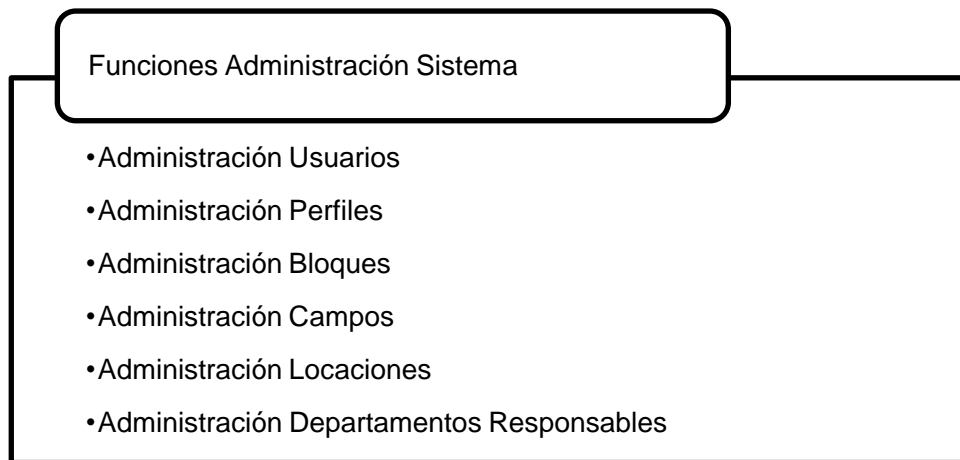 Funciones Administración Sistema
•Administración Usuarios
•Administración Perfiles
•Administración Bloques
•Administración Campos
•Administración Locaciones
•Administración Departamentos Responsables